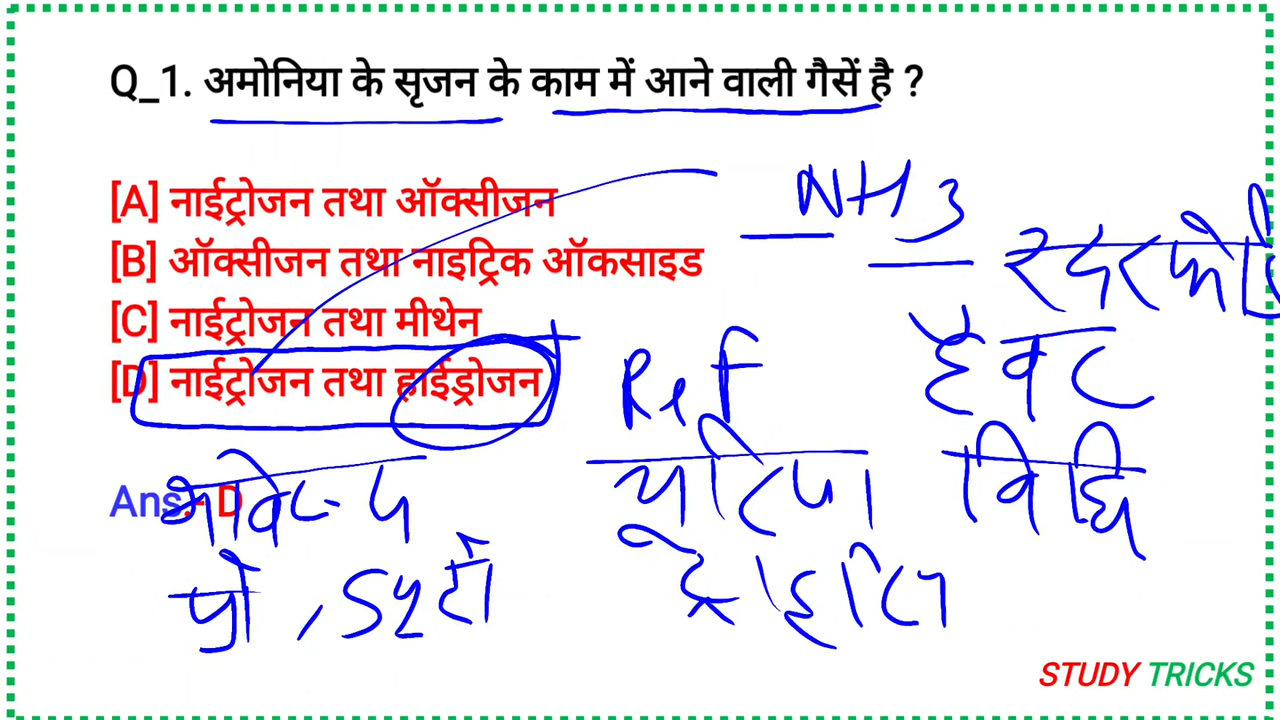 Q_1. अमोनिया के सृजन के काम में आने वाली गैसें है ?
[A] नाईट्रोजन तथा ऑक्सीजन
[B] ऑक्सीजन तथा नाइट्रिक ऑकसाइड
[C] नाईट्रोजन तथा मीथेन
[D] नाईट्रोजन तथा हाईड्रोजन
Ans:- D
NH3
हेवर
Ref
यूरिया
विधि
STUDY TRICKS